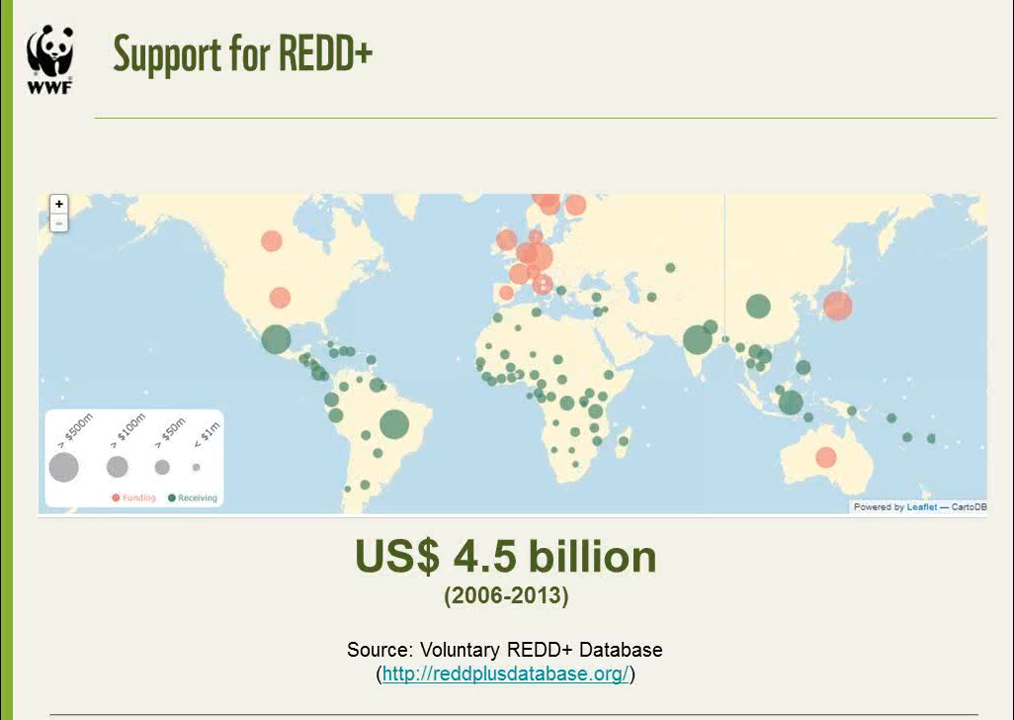 WWF
Support for REDD+
+
-
> $500m
> $100m
> $50m
< $1m
Funding
Receiving
Powered by Leaflet — CartoDB
US$ 4.5 billion
(2006-2013)
Source: Voluntary REDD+ Database
(http://reddplusdatabase.org/)